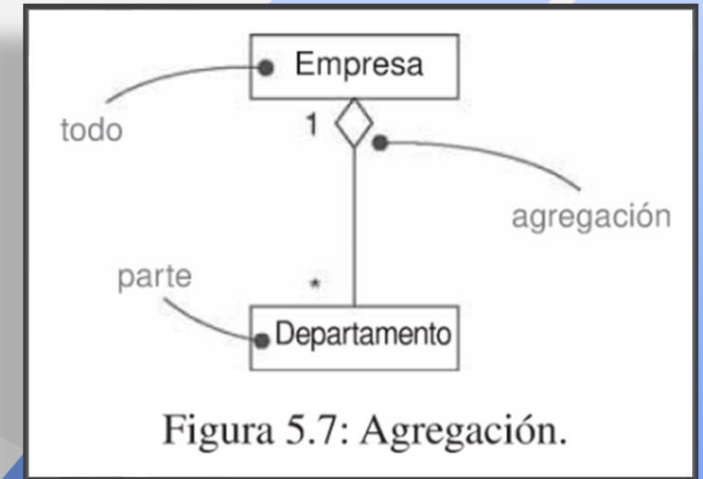 Empresa
todo
1
agregación
parte
*
Departamento
Figura 5.7: Agregación.